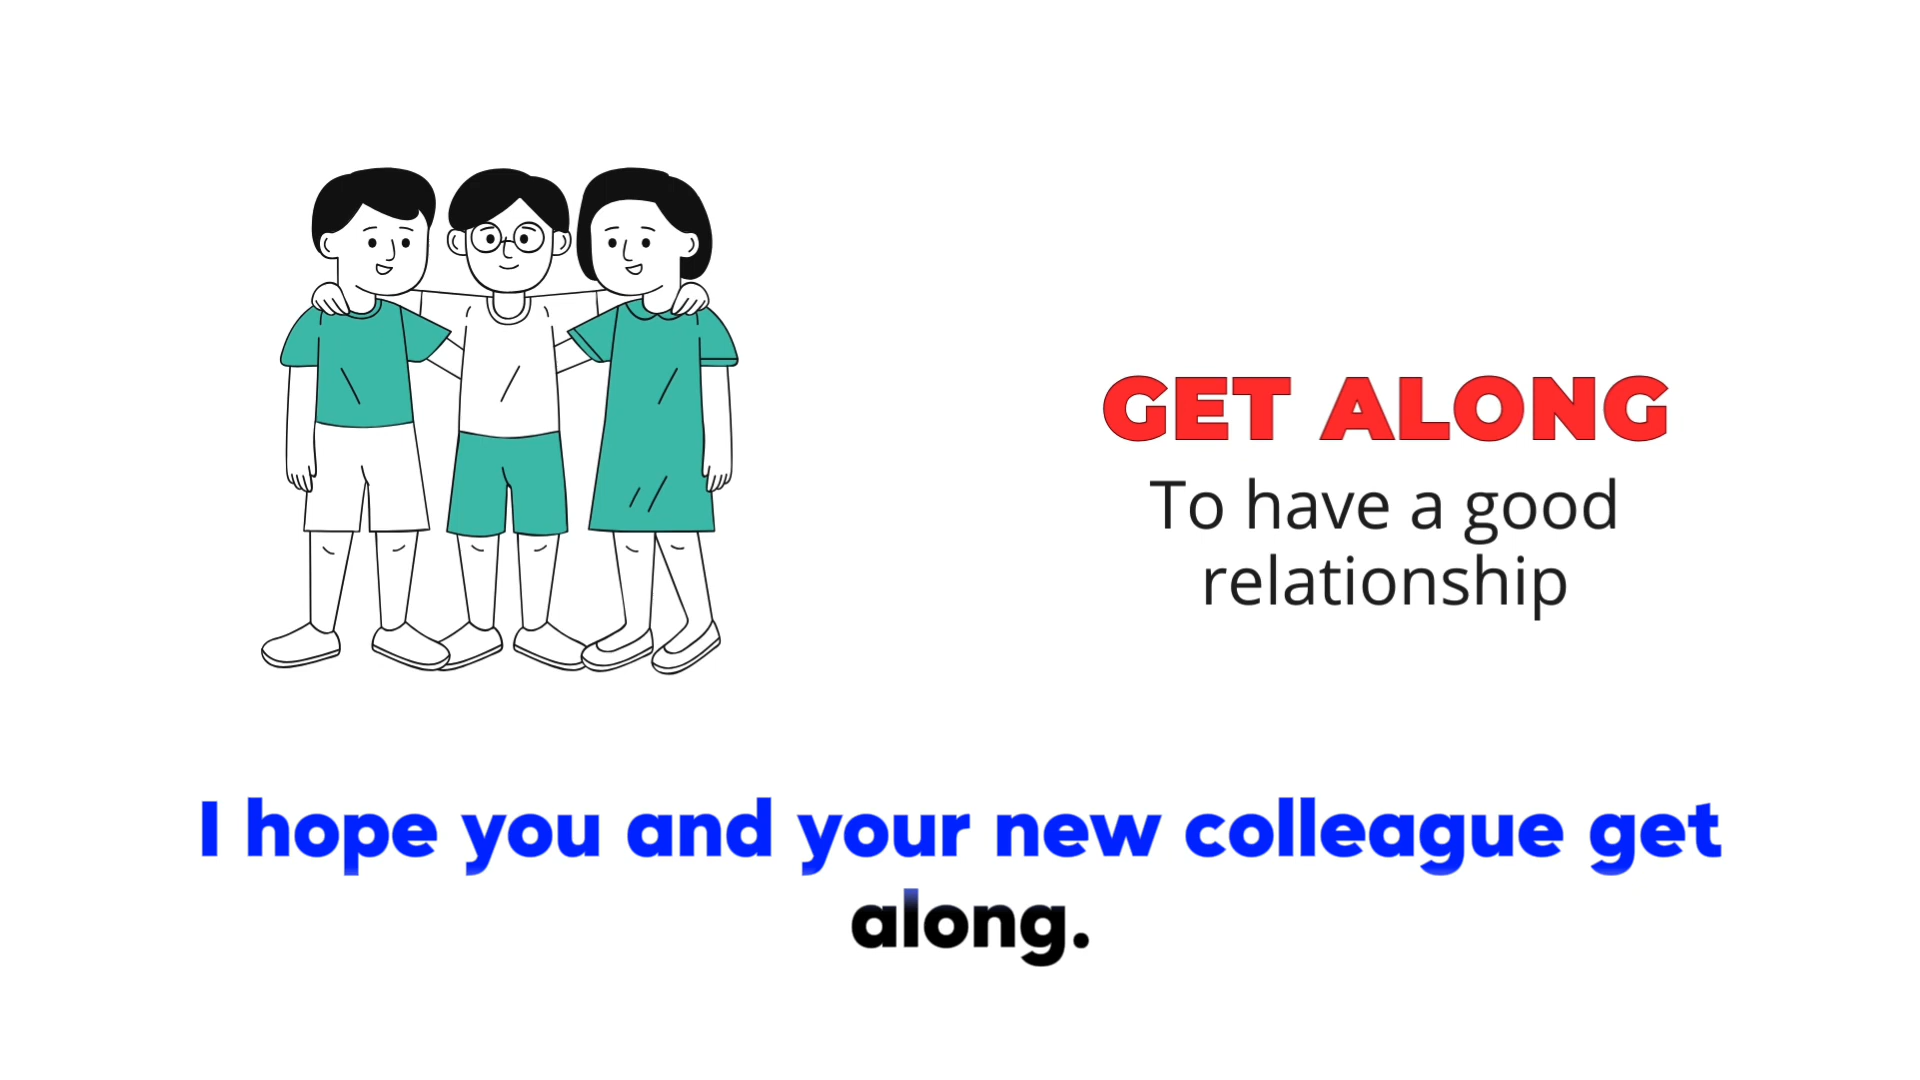 GET ALONG
To have a good
relationship
I hope you and your new colleague get
along.